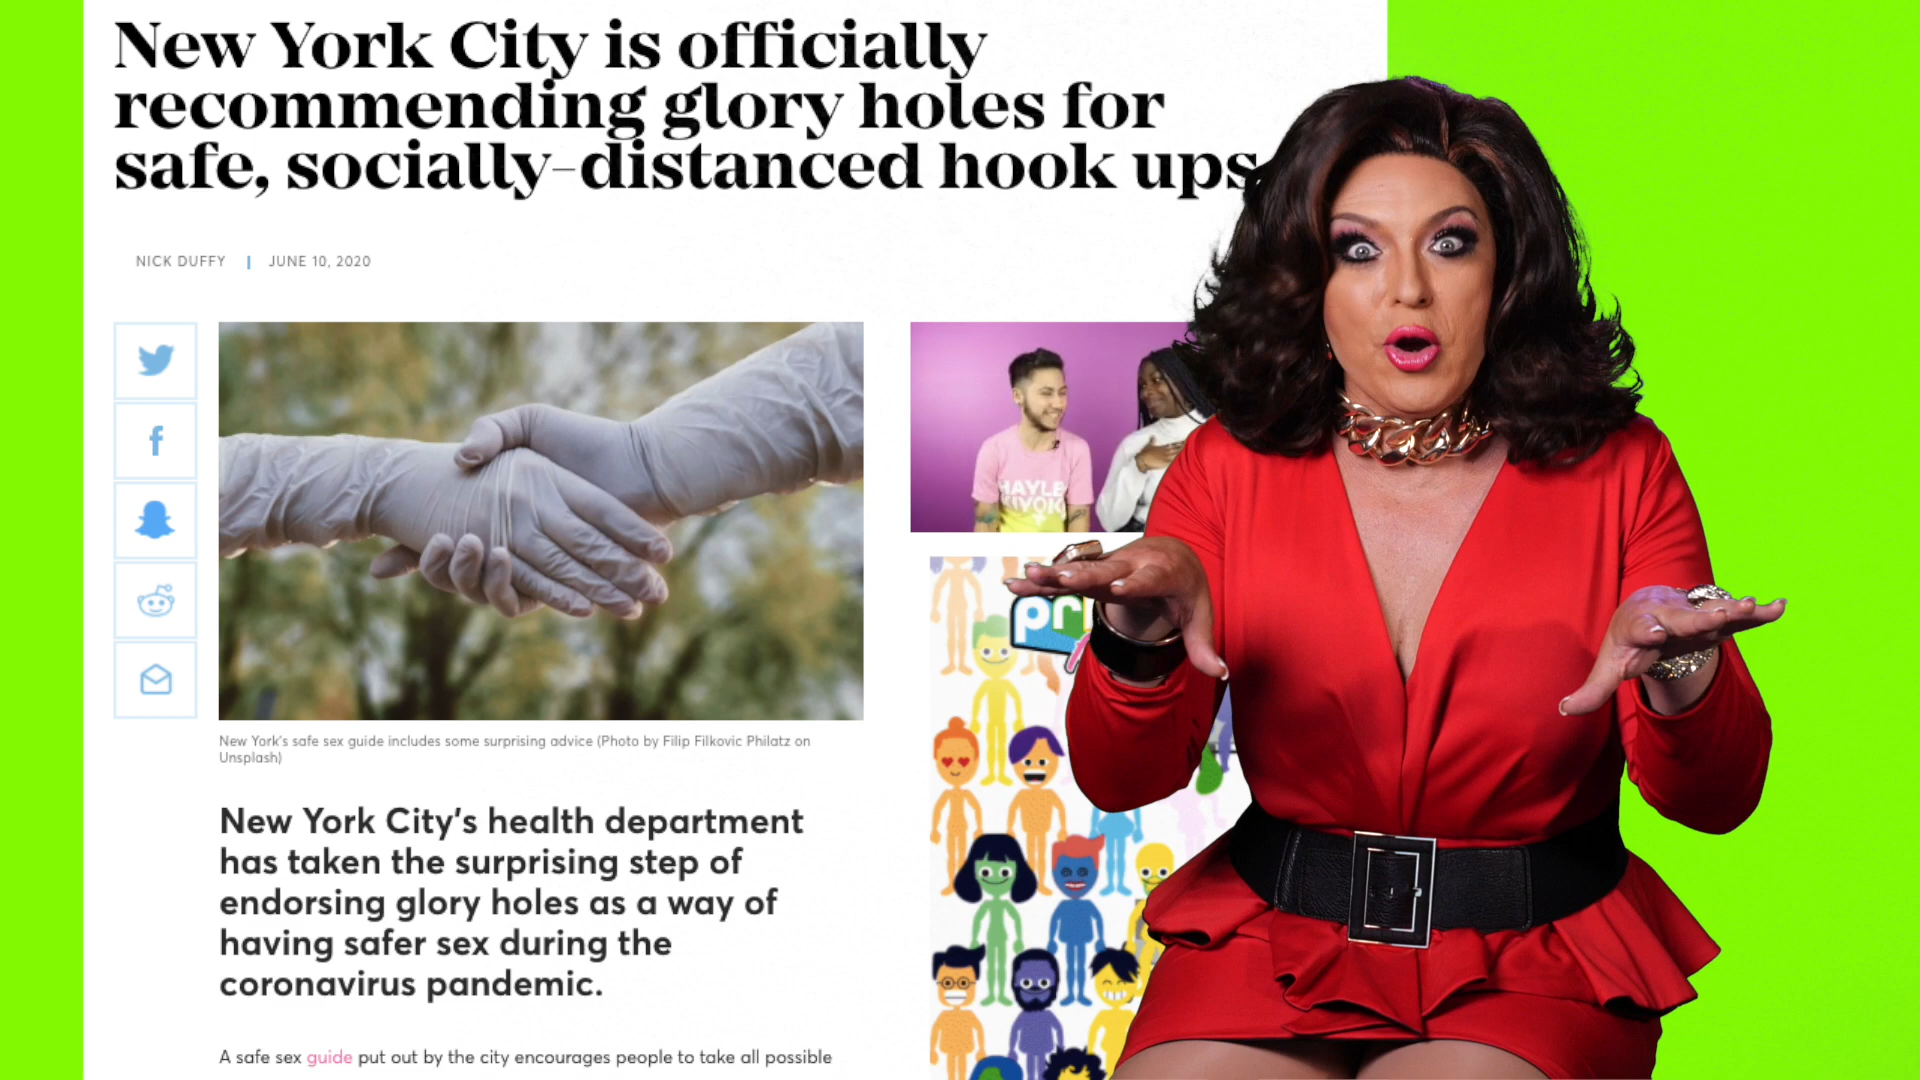 New York City is officially
recommending glory holes for
safe, socially-distanced hook ups
NICK DUFFY | JUNE 10, 2020
New York's safe sex guide includes some surprising advice (Photo by Filip Filkovic Philatz on
Unsplash)
New York City's health department
has taken the surprising step of
endorsing glory holes as a way of
having safer sex during the
coronavirus pandemic.
A safe sex guide put out by the city encourages people to take all possible